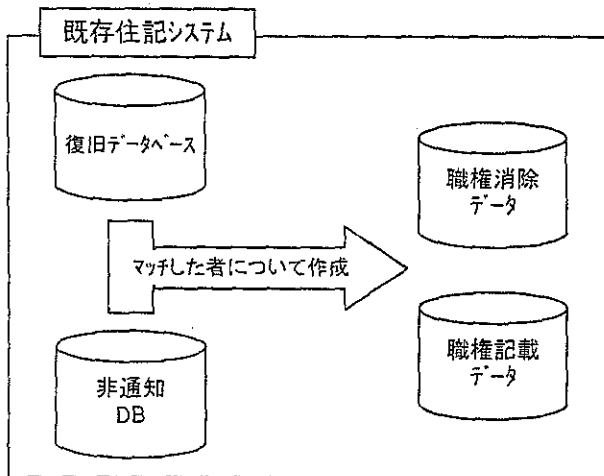 既存住記システム
復旧データベース
職権消除
データ
マッチした者について作成
職権記載
データ
非通知
DB